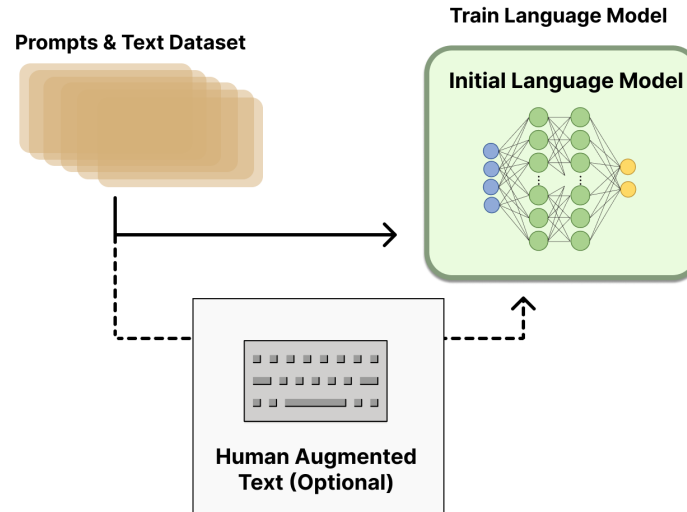 Train Language Model
Prompts & Text Dataset
Initial Language Model
Human Augmented
Text (Optional)